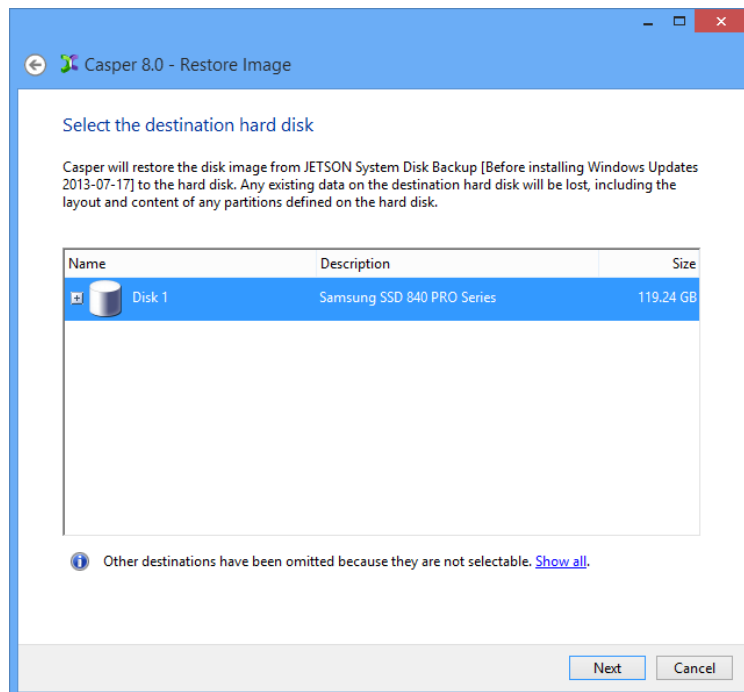 Casper 8.0 - Restore Image
Select the destination hard disk
Casper will restore the disk image from JETSON System Disk Backup [Before installing Windows Updates
2013-07-17] to the hard disk. Any existing data on the destination hard disk will be lost, including the
layout and content of any partitions defined on the hard disk.
Name Description Size
Disk 1 Samsung SSD 840 PRO Series 119.24 GB
Other destinations have been omitted because they are not selectable. Show all.
Next Cancel